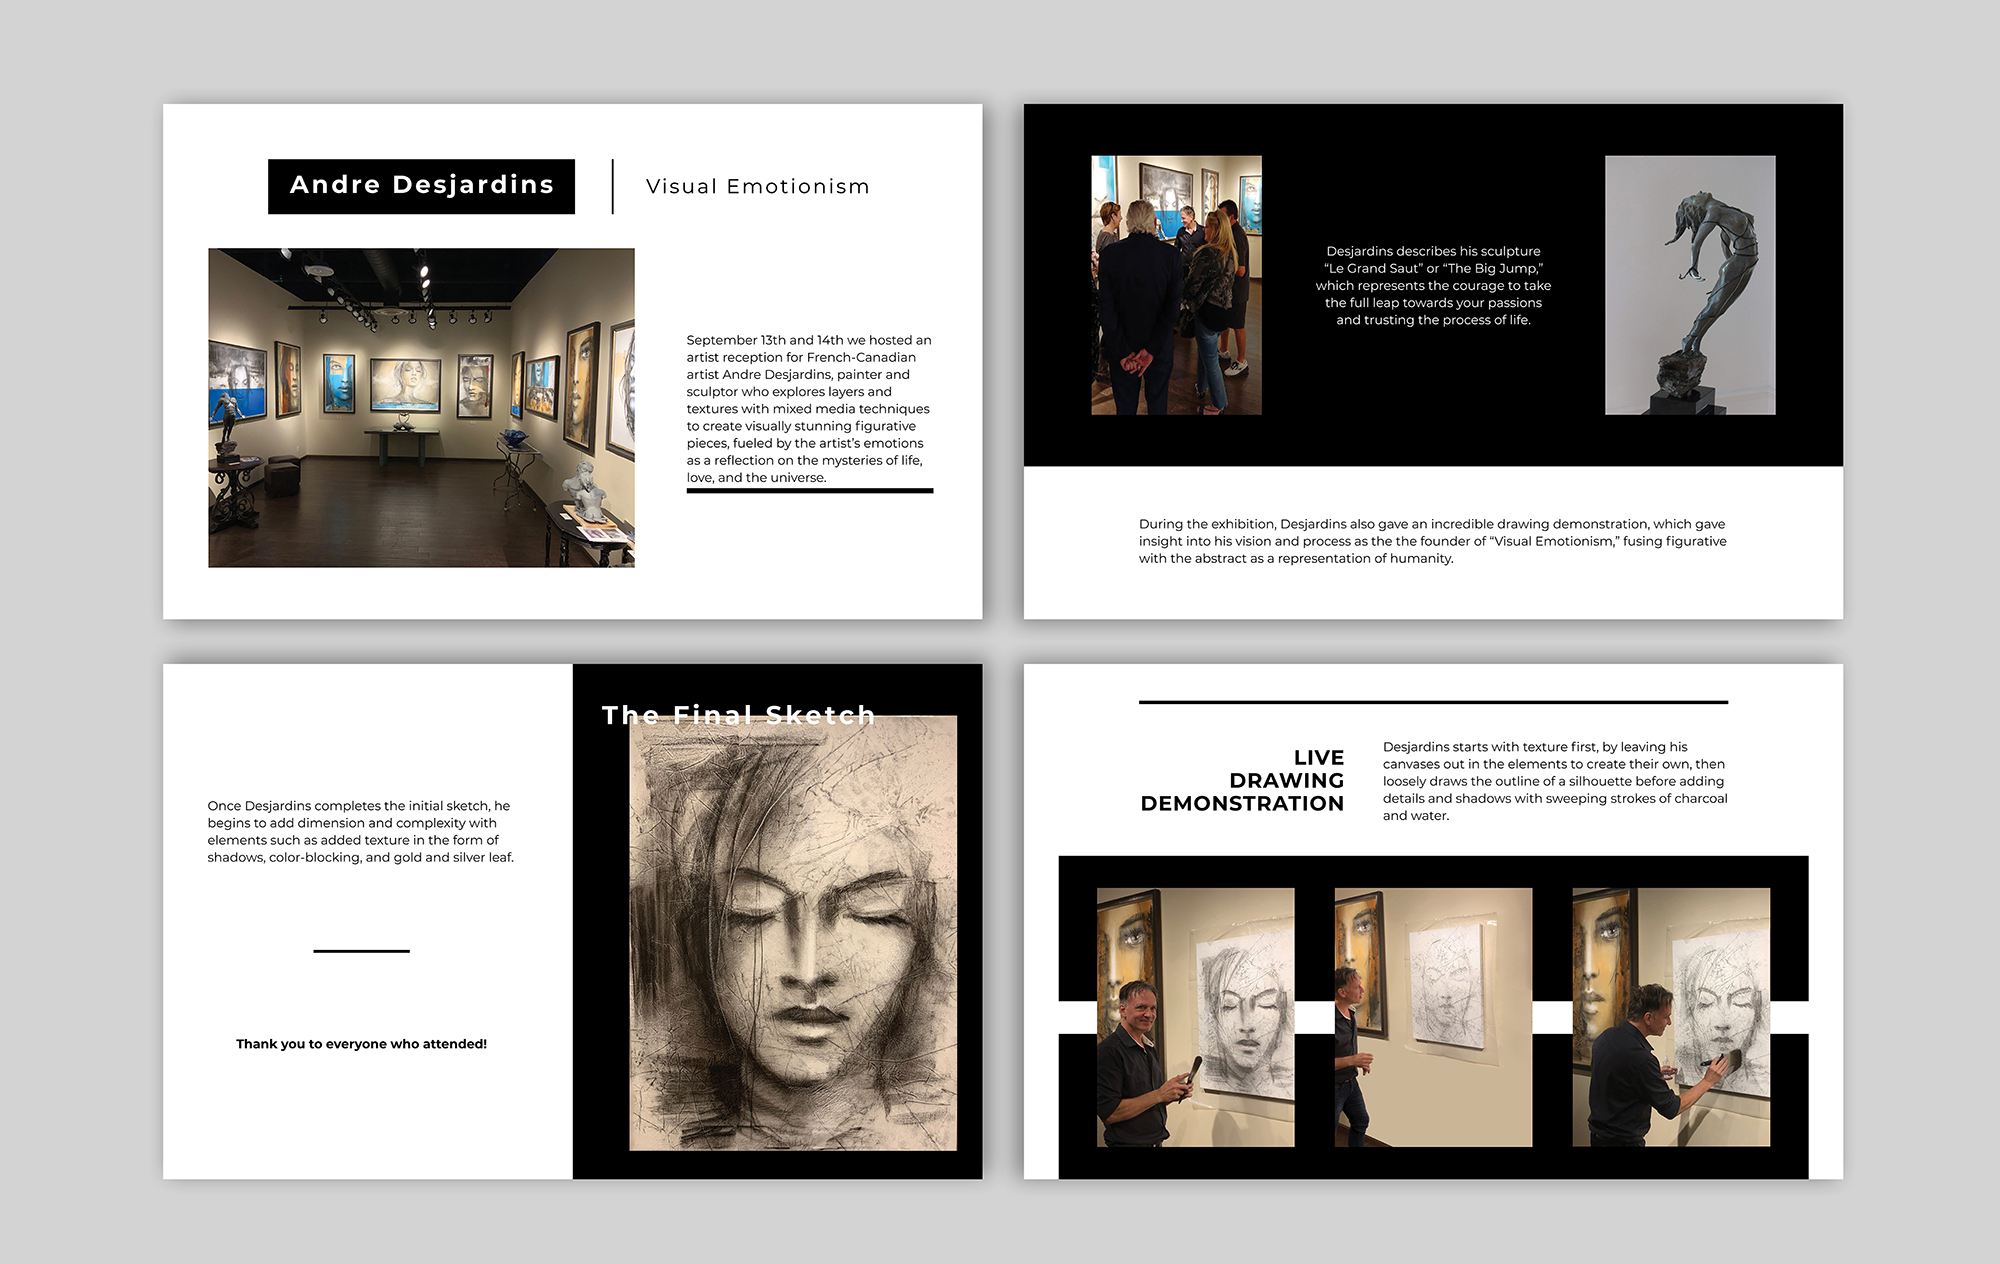 Andre Desjardins
Visual Emotionism
September 13th and 14th we hosted an
artist reception for French-Canadian
artist Andre Desjardins, painter and
sculptor who explores layers and
textures with mixed media techniques
to create visually stunning figurative
pieces, fueled by the artist’s emotions
as a reflection on the mysteries of life,
love, and the universe.
Desjardins describes his sculpture
“Le Grand Saut” or “The Big Jump,”
which represents the courage to take
the full leap towards your passions
and trusting the process of life.
During the exhibition, Desjardins also gave an incredible drawing demonstration, which gave
insight into his vision and process as the the founder of “Visual Emotionism,” fusing figurative
with the abstract as a representation of humanity.
Once Desjardins completes the initial sketch, he
begins to add dimension and complexity with
elements such as added texture in the form of
shadows, color-blocking, and gold and silver leaf.
Thank you to everyone who attended!
The Final Sketch
LIVE
DRAWING
DEMONSTRATION
Desjardins starts with texture first, by leaving his
canvases out in the elements to create their own, then
loosely draws the outline of a silhouette before adding
details and shadows with sweeping strokes of charcoal
and water.